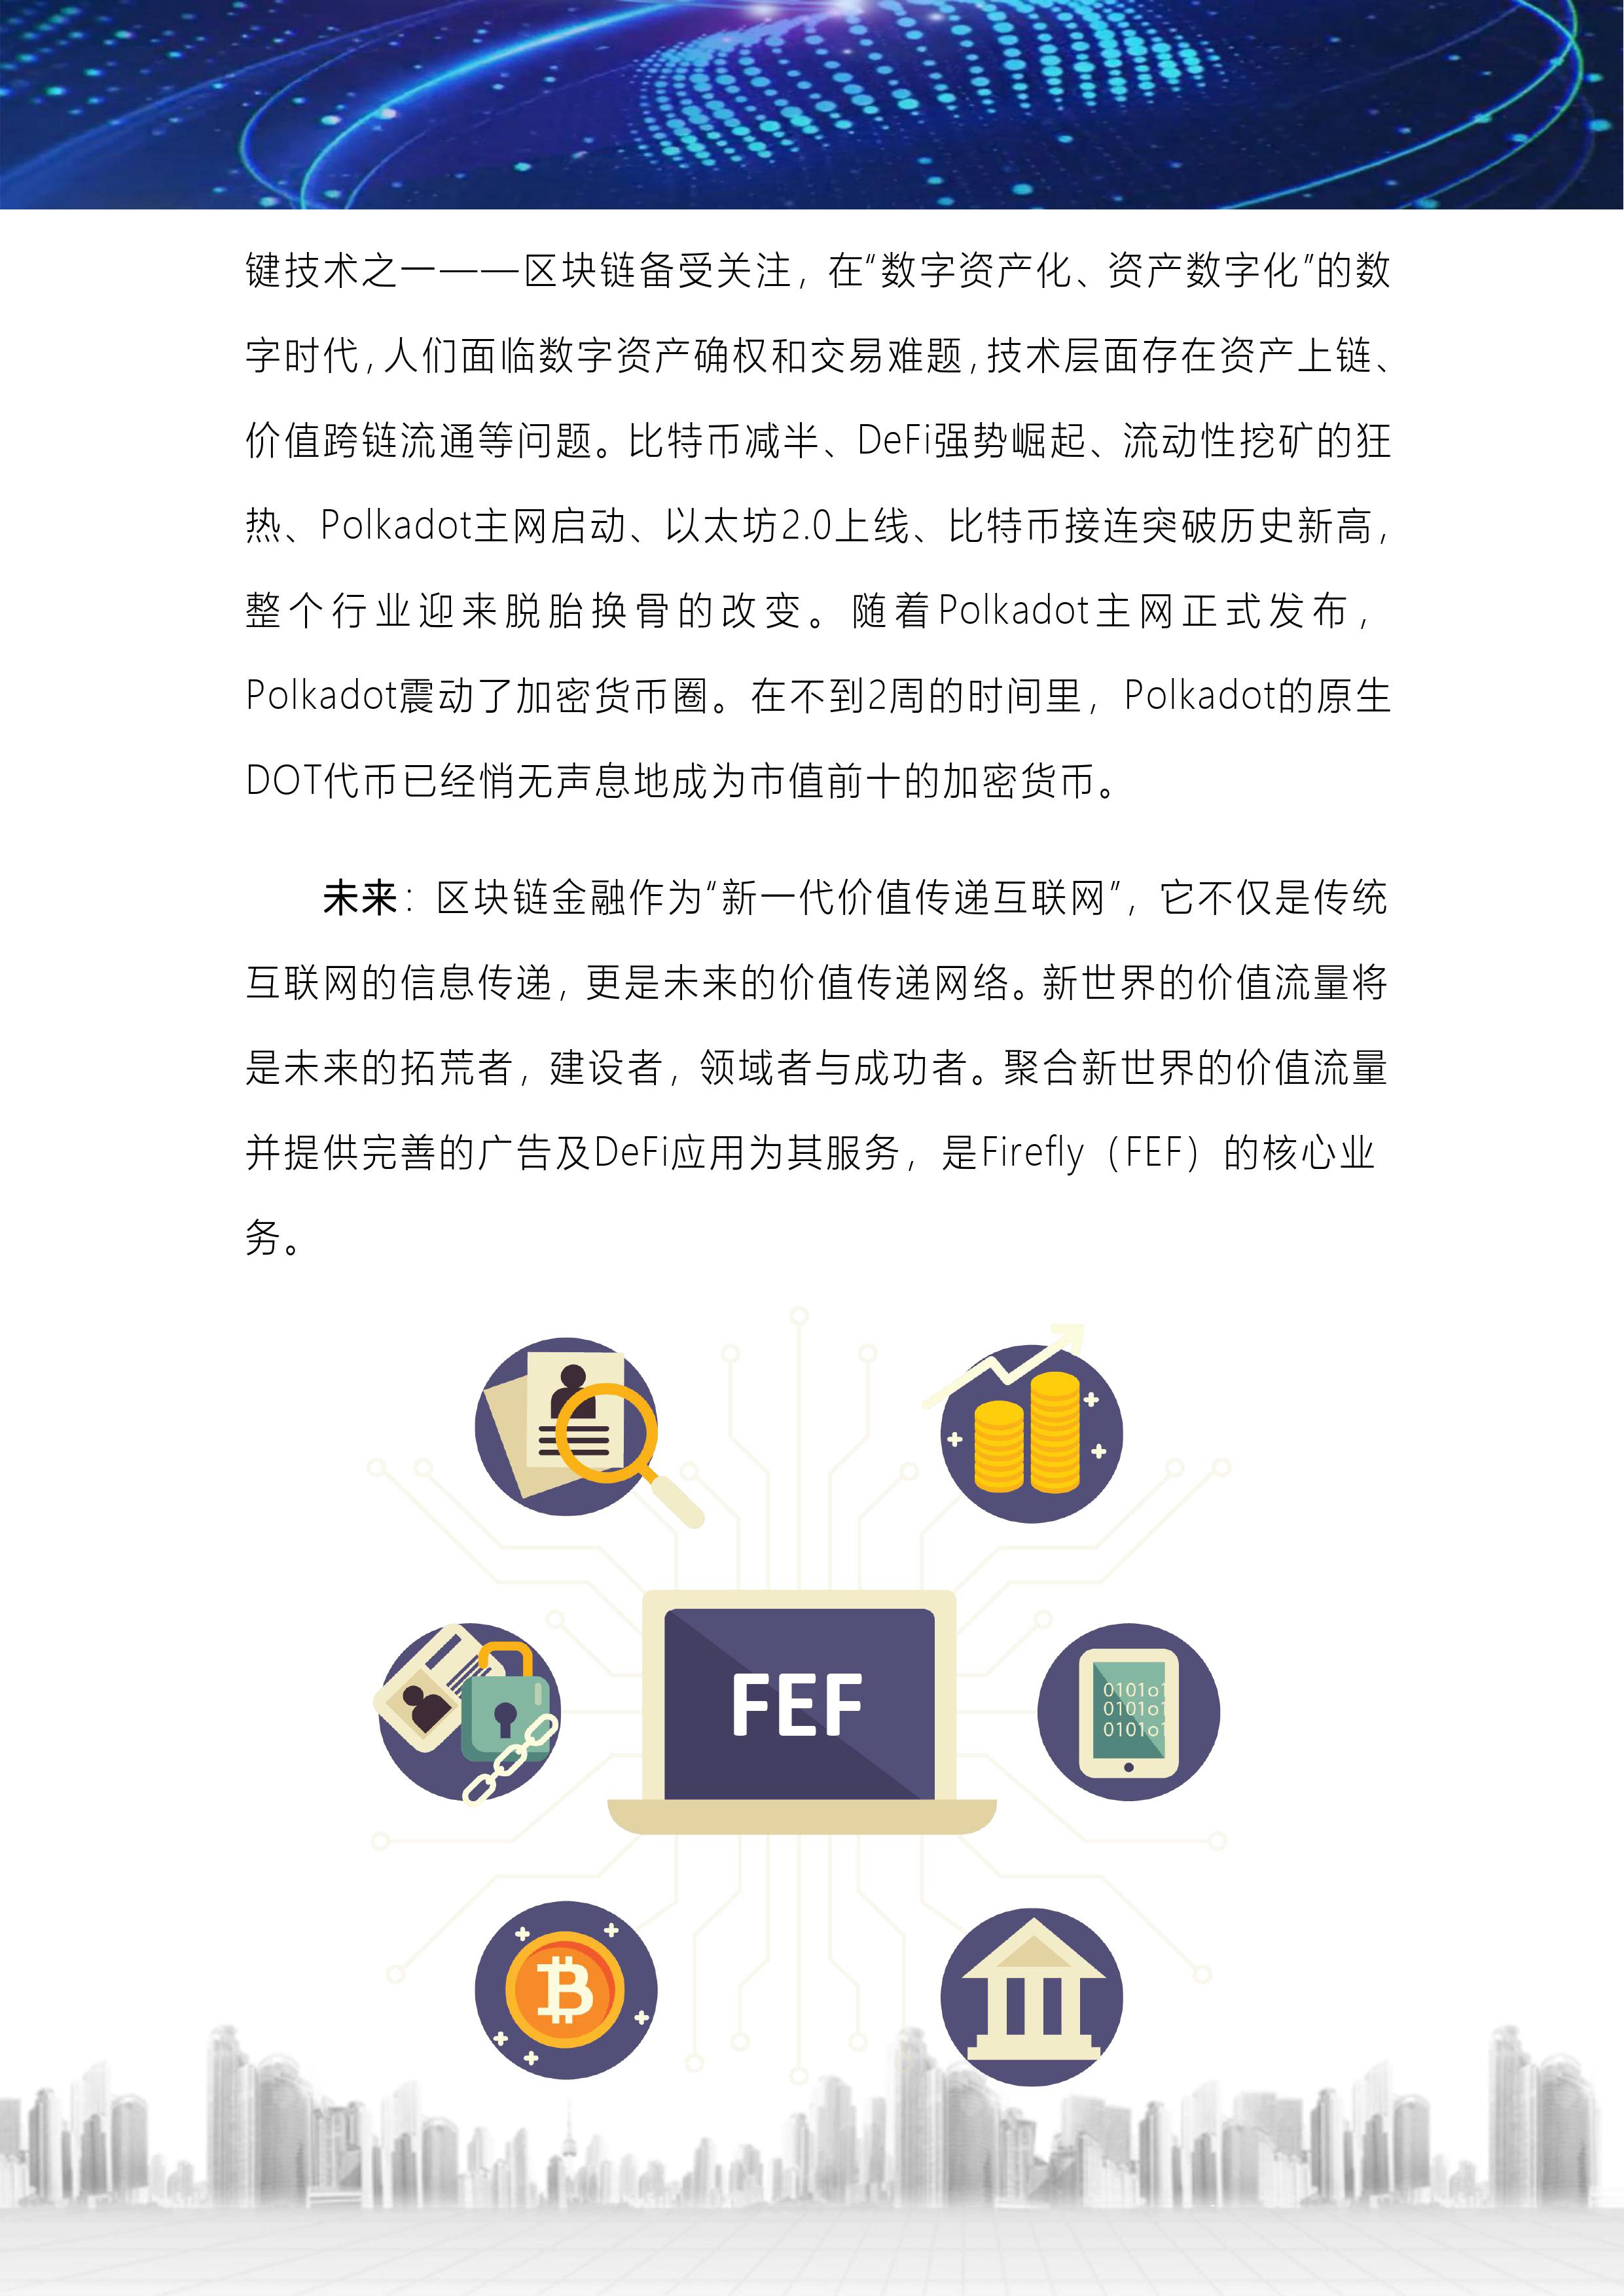 键技术之一——区块链备受关注，在“数字资产化、资产数字化”的数
字时代，人们面临数字资产确权和交易难题，技术层面存在资产上链、
价值跨链流通等问题。比特币减半、DeFi强势崛起、流动性挖矿的狂
热、Polkadot主网启动、以太坊2.0上线、比特币接连突破历史新高，
整个行业迎来脱胎换骨的改变。随着Polkadot主网正式发布，
Polkadot震动了加密货币圈。在不到2周的时间里，Polkadot的原生
DOT代币已经悄无声息地成为市值前十的加密货币。
未来：区块链金融作为“新一代价值传递互联网”，它不仅是传统
互联网的信息传递，更是未来的价值传递网络。新世界的价值流量将
是未来的拓荒者，建设者，领域者与成功者。聚合新世界的价值流量
并提供完善的广告及DeFi应用为其服务，是Firefly（FEF）的核心业
务。
FEF
0101o1
0101o1
0101o1